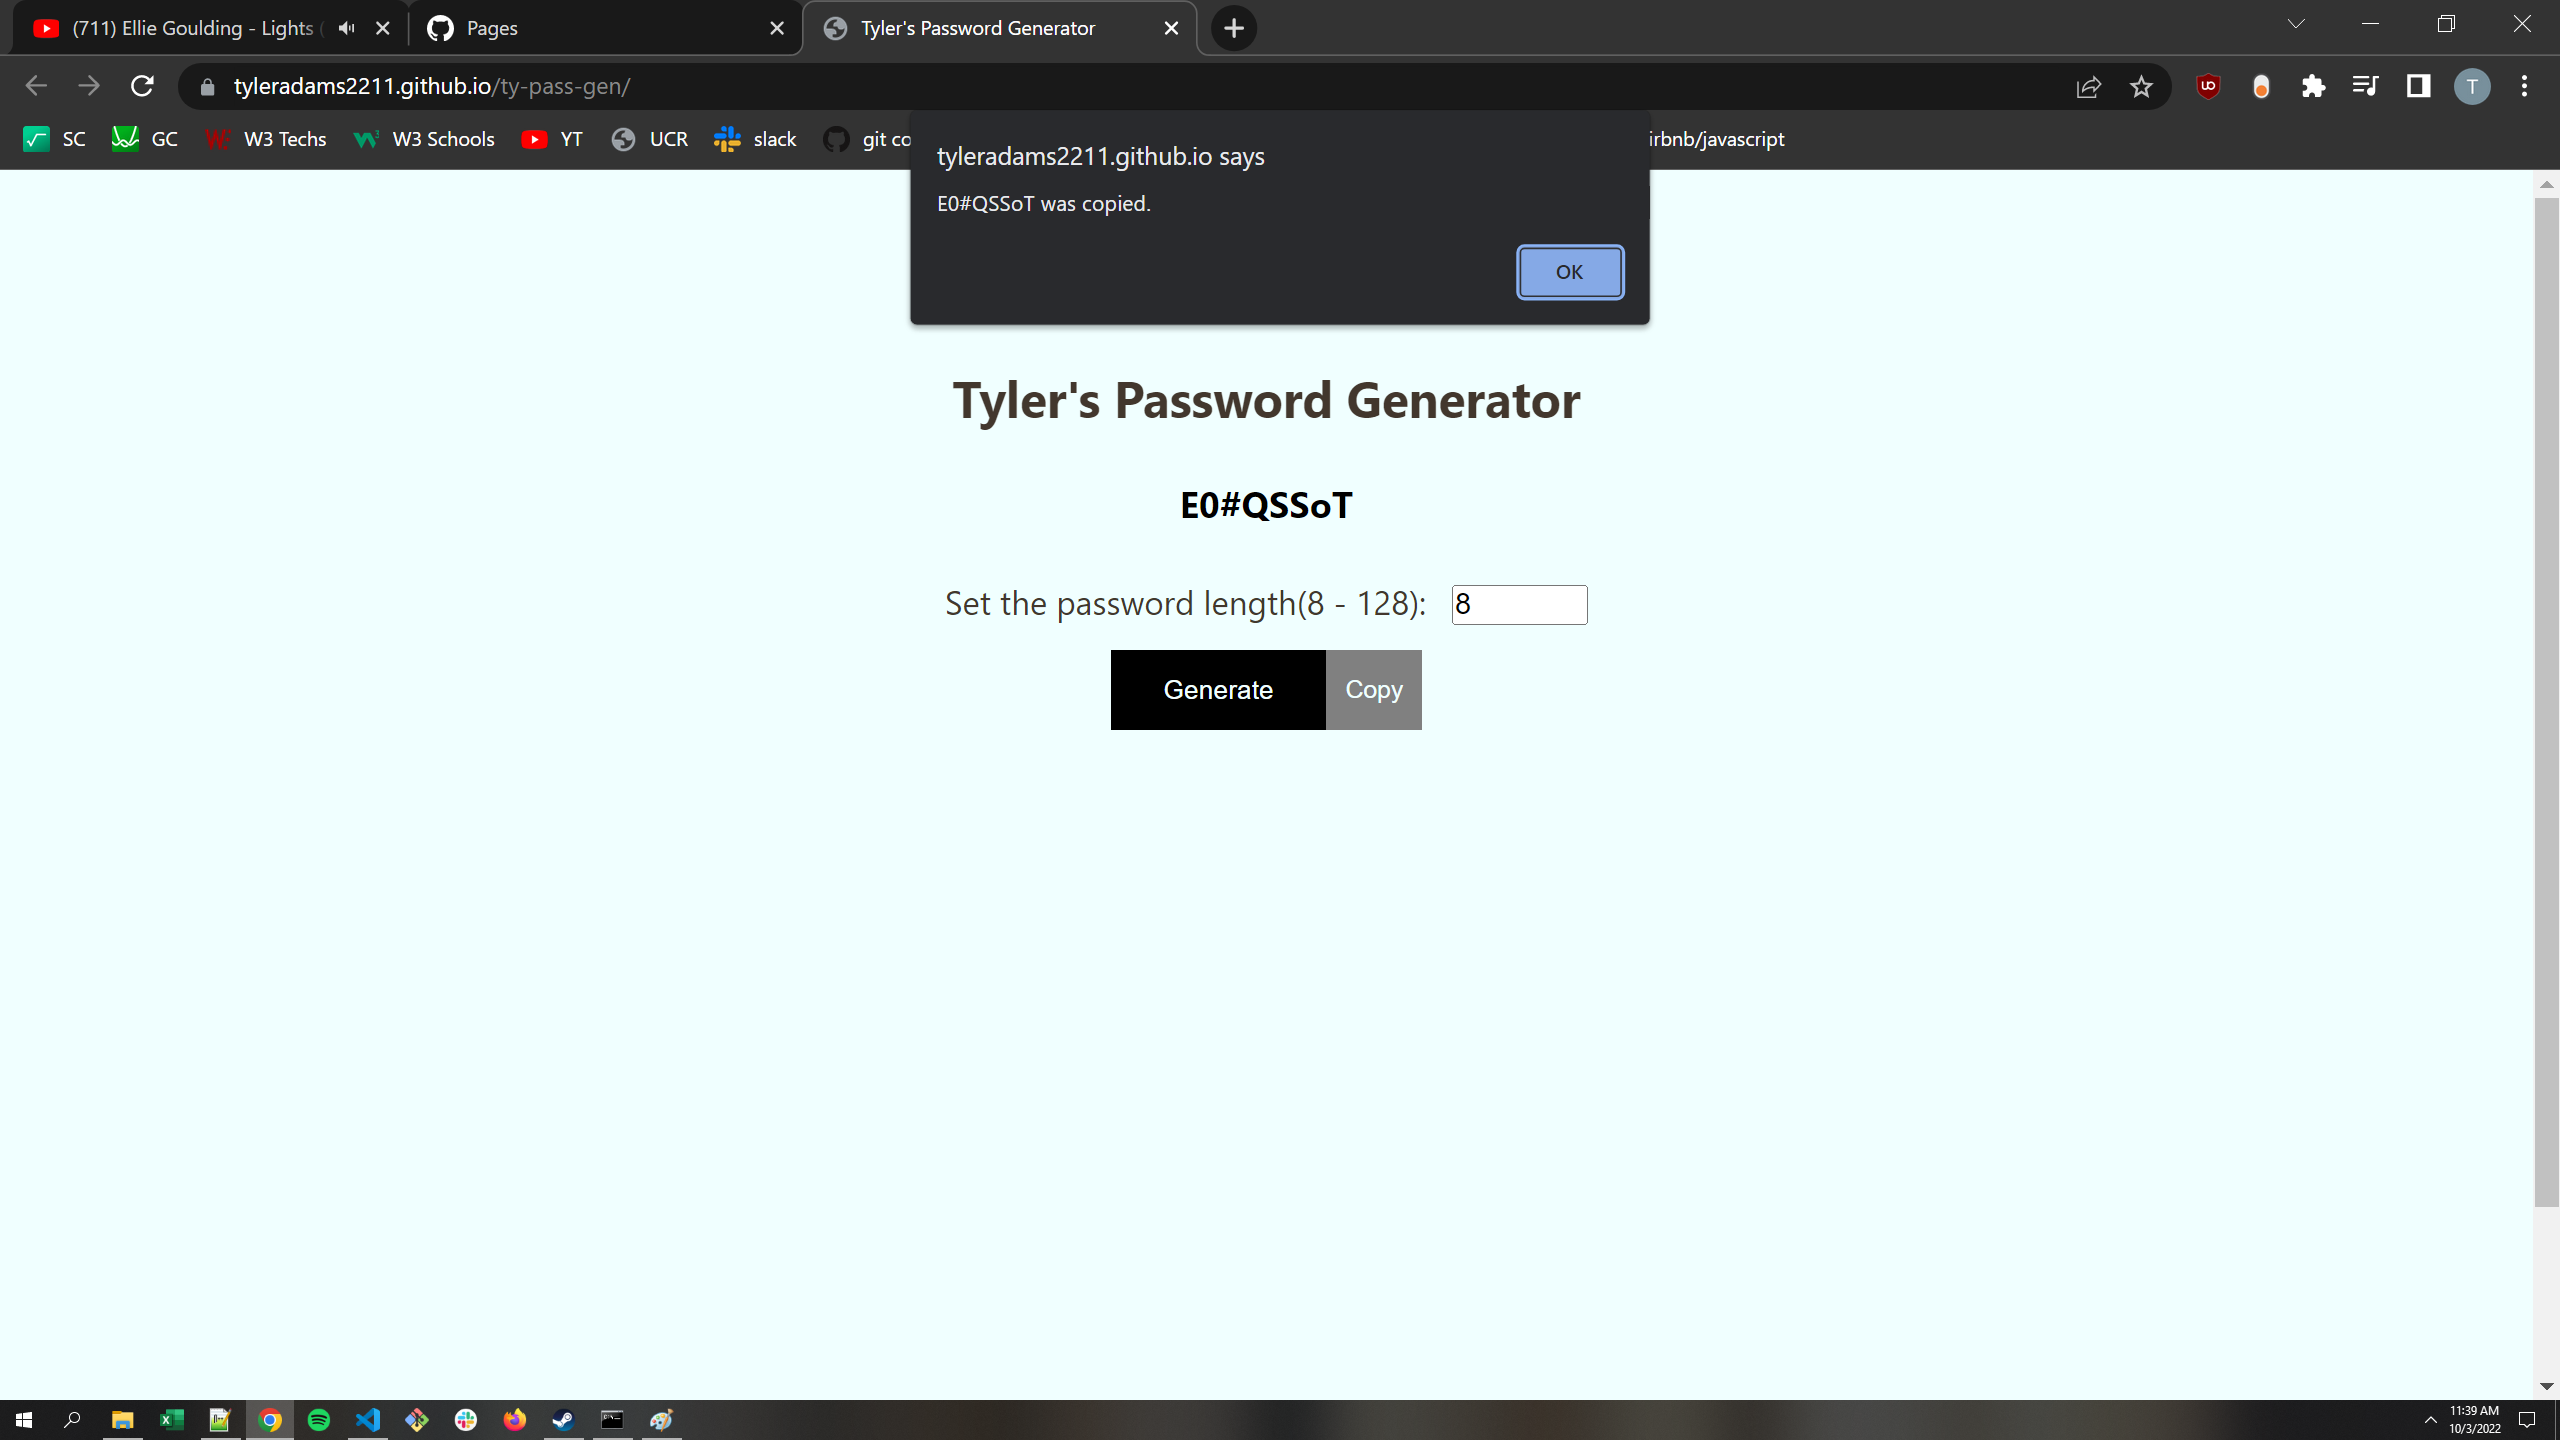 (711) Ellie Goulding - Lights (
Pages
Tyler's Password Generator
tyleradams2211.github.io/ty-pass-gen/
T
SC
GC
W3 Techs
W3 Schools
YT
UCR
slack
git co
irbnb/javascript
tyleradams2211.github.io says
E0#QSSoT was copied.
OK
Tyler's Password Generator
E0#QSSoT
Set the password length(8 - 128): 8
Generate
Copy
11:39 AM
10/3/2022